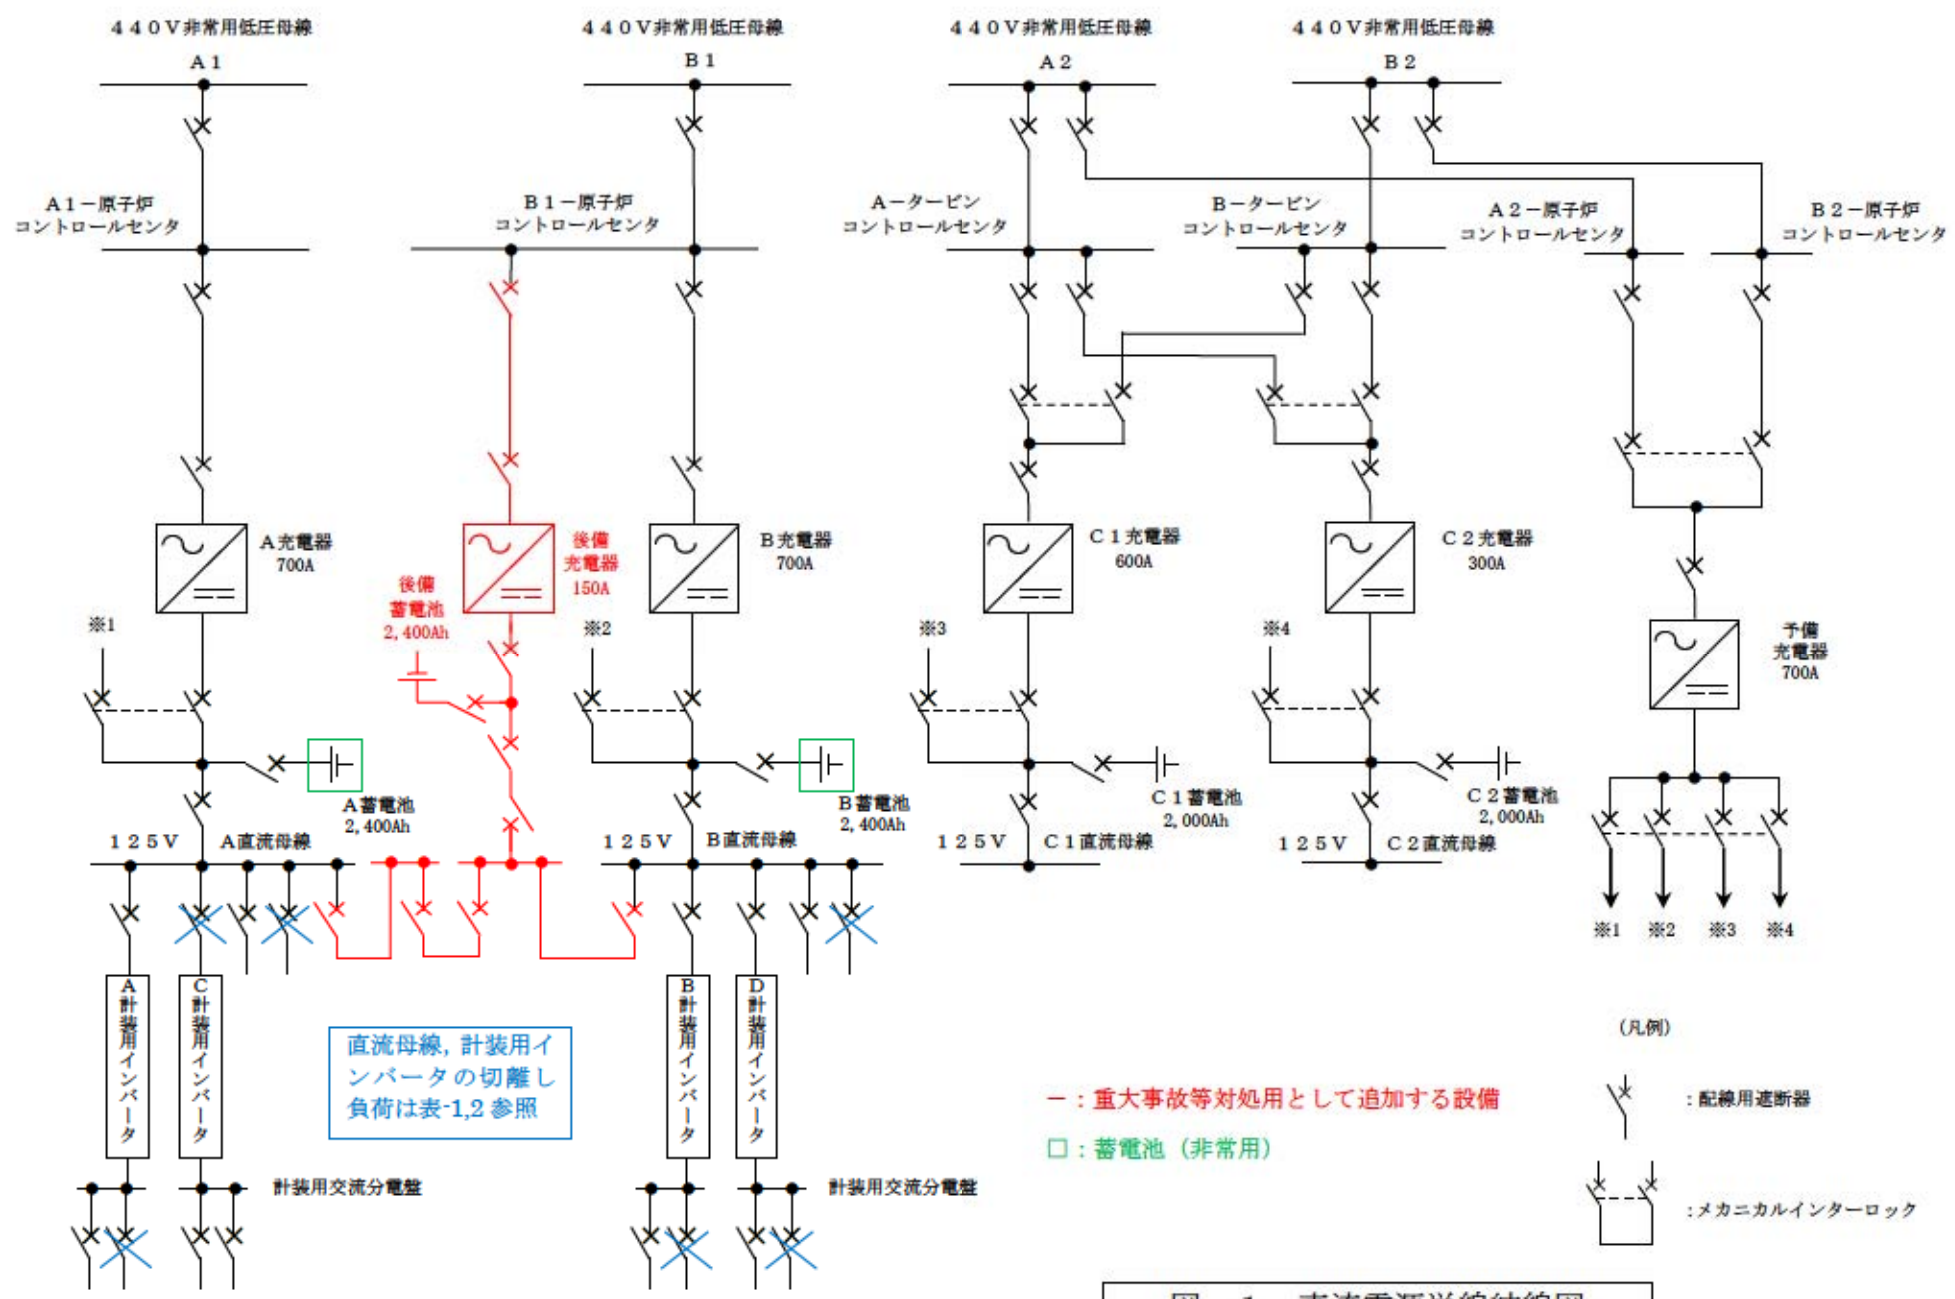 ４４０Ｖ非常用低圧母線
Ａ１
４４０Ｖ非常用低圧母線
Ｂ１
４４０Ｖ非常用低圧母線
Ａ２
４４０Ｖ非常用低圧母線
Ｂ２
Ａ１－原子炉
コントロールセンタ
Ｂ１－原子炉
コントロールセンタ
Ａ－タービン
コントロールセンタ
Ｂ－タービン
コントロールセンタ
Ａ２－原子炉
コントロールセンタ
Ｂ２－原子炉
コントロールセンタ
Ａ充電器
700A
後備
充電器
150A
Ｂ充電器
700A
Ｃ１充電器
600A
Ｃ２充電器
300A
予備
充電器
700A
後備
蓄電池
2,400Ah
※1
※2
※3
※4
Ａ蓄電池
2,400Ah
Ｂ蓄電池
2,400Ah
Ｃ１蓄電池
2,000Ah
Ｃ２蓄電池
2,000Ah
１２５Ｖ　Ａ直流母線
１２５Ｖ　Ｂ直流母線
１２５Ｖ　Ｃ１直流母線
１２５Ｖ　Ｃ２直流母線
※1
※2
※3
※4
Ａ計装用インバータ
Ｃ計装用インバータ
Ｂ計装用インバータ
Ｄ計装用インバータ
直流母線, 計装用イ
ンバータの切離し
負荷は表-1,2 参照
計装用交流分電盤
計装用交流分電盤
－：重大事故等対処用として追加する設備
□：蓄電池（非常用）
（凡例）
：配線用遮断器
：メカニカルインターロック